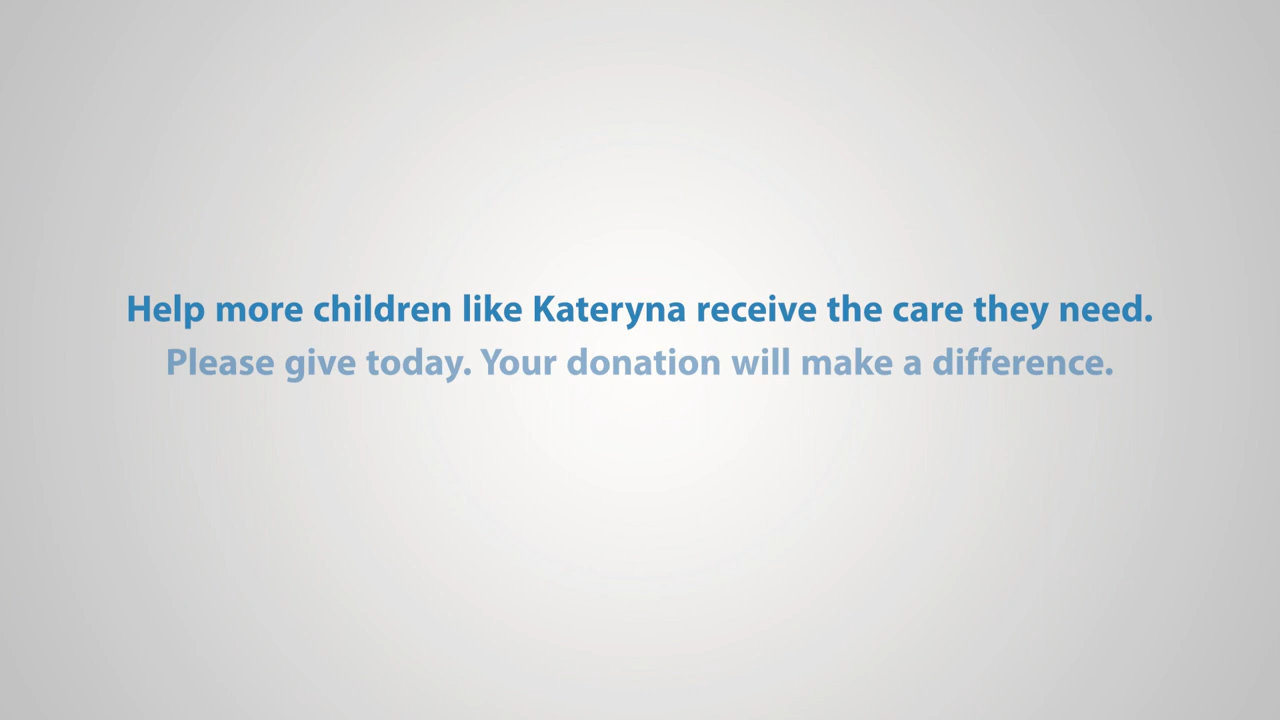 Help more children like Kateryna receive the care they need.
Please give today. Your donation will make a difference.